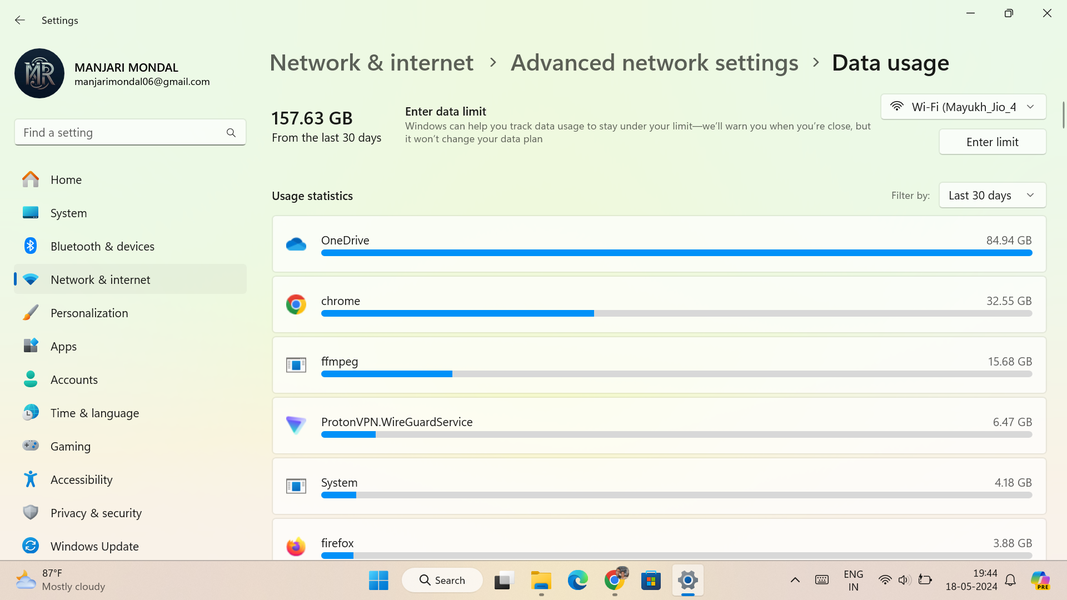 Settings
MANJARI MONDAL
manjarimondal06@gmail.com
Find a setting
Home
System
Bluetooth & devices
Network & internet
Personalization
Apps
Accounts
Time & language
Gaming
Accessibility
Privacy & security
Windows Update
Network & internet > Advanced network settings > Data usage
157.63 GB
From the last 30 days
Enter data limit
Windows can help you track data usage to stay under your limit—we'll warn you when you're close, but
it won't change your data plan
Wi-Fi (Mayukh_Jio_4
Enter limit
Usage statistics
Filter by: Last 30 days
OneDrive 84.94 GB
chrome 32.55 GB
ffmpeg 15.68 GB
ProtonVPN.WireGuardService 6.47 GB
System 4.18 GB
firefox 3.88 GB
87°F
Mostly cloudy
Search
ENG
IN
19:44
18-05-2024
PRE